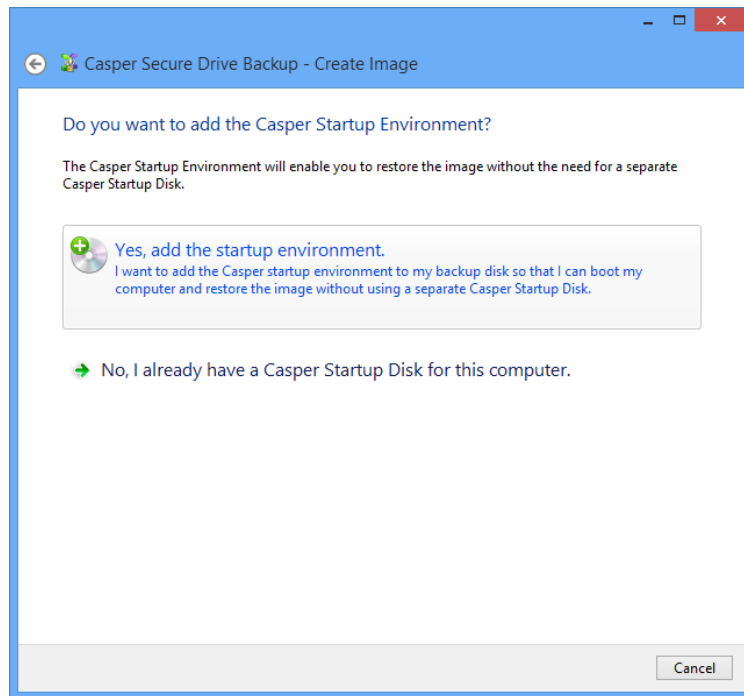 Casper Secure Drive Backup - Create Image
Do you want to add the Casper Startup Environment?
The Casper Startup Environment will enable you to restore the image without the need for a separate
Casper Startup Disk.
Yes, add the startup environment.
I want to add the Casper startup environment to my backup disk so that I can boot my
computer and restore the image without using a separate Casper Startup Disk.
No, I already have a Casper Startup Disk for this computer.
Cancel